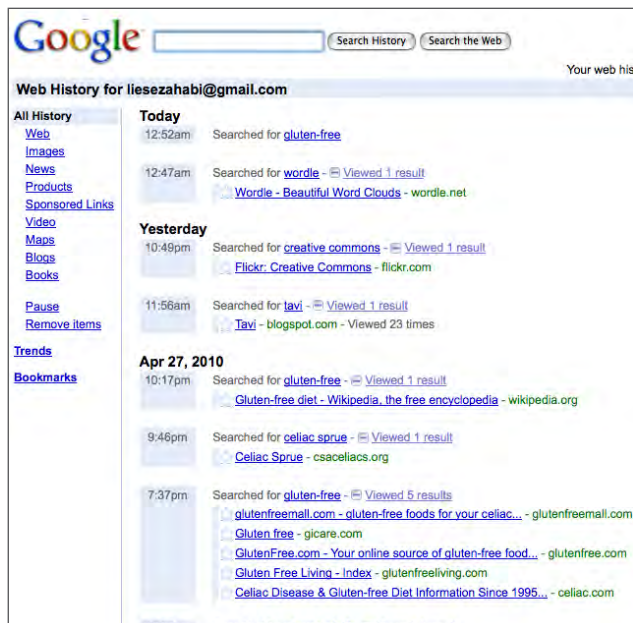 Google Search History Search the Web
Your web his
Web History for liesezahabi@gmail.com
All History
Web
Images
News
Products
Sponsored Links
Video
Maps
Blogs
Books
Pause
Remove items
Trends
Bookmarks
Today
12:52am Searched for gluten-free
12:47am Searched for wordle - Viewed 1 result
Wordle - Beautiful Word Clouds - wordle.net
Yesterday
10:49pm Searched for creative commons - Viewed 1 result
Flickr: Creative Commons - flickr.com
11:56am Searched for tavi - Viewed 1 result
Tavi - blogspot.com - Viewed 23 times
Apr 27, 2010
10:17pm Searched for gluten-free - Viewed 1 result
Gluten-free diet - Wikipedia, the free encyclopedia - wikipedia.org
9:46pm Searched for celiac sprue - Viewed 1 result
Celiac Sprue - csaceliacs.org
7:37pm Searched for gluten-free - Viewed 5 results
glutenfreemall.com - gluten-free foods for your celiac... - glutenfreemall.com
Gluten free - gicare.com
GlutenFree.com - Your online source of gluten-free food... - glutenfree.com
Gluten Free Living - Index - glutenfreeliving.com
Celiac Disease & Gluten-free Diet Information Since 1995... - celiac.com